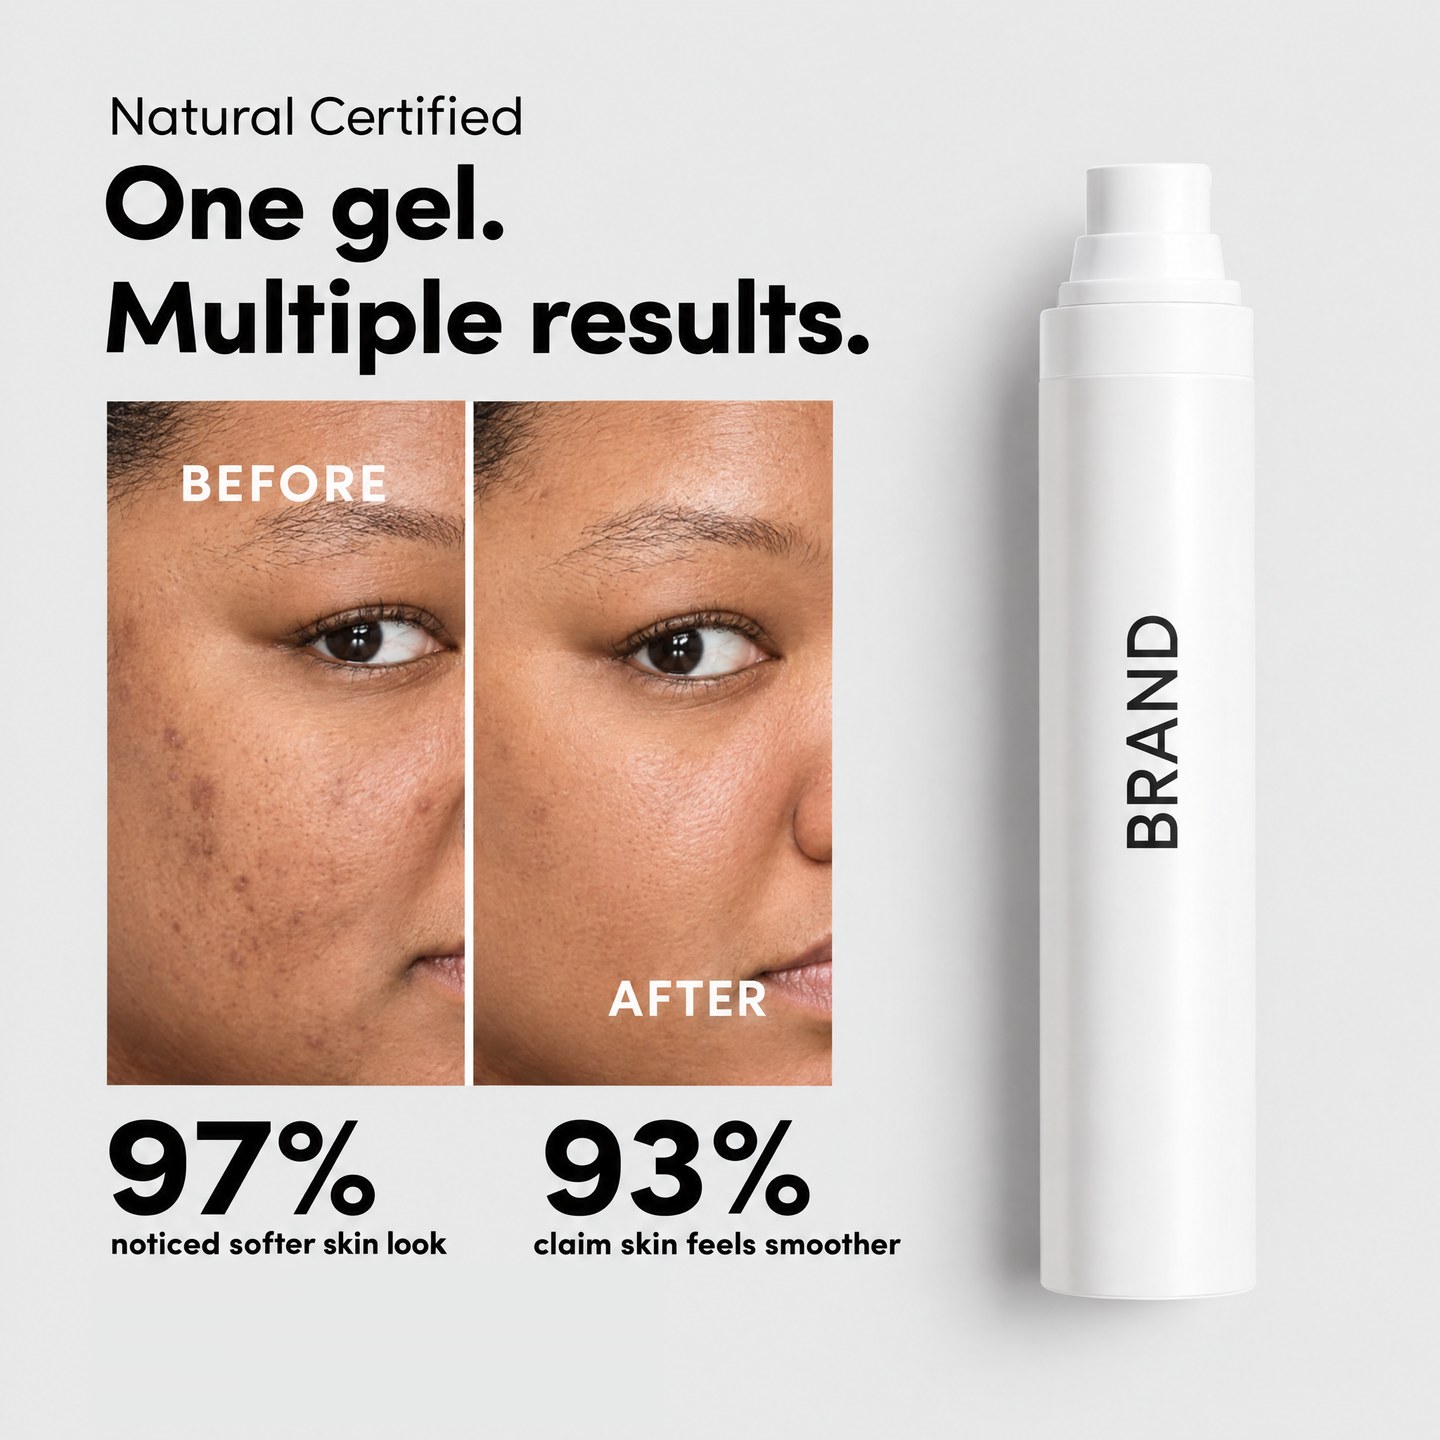 Natural Certified
One gel.
Multiple results.
BEFORE
AFTER
97%
noticed softer skin look
93%
claim skin feels smoother
BRAND